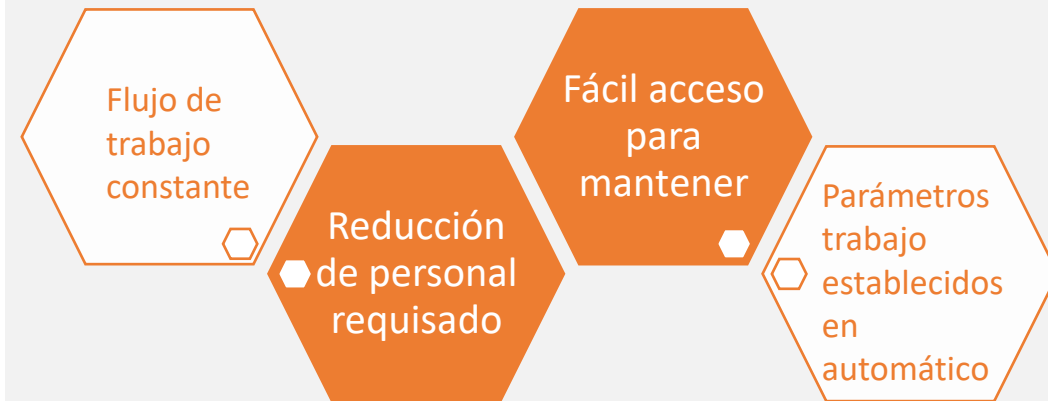 Flujo de
trabajo
constante
Reducción
de personal
requisado
Fácil acceso
para
mantener
Parámetros
trabajo
establecidos
en
automático